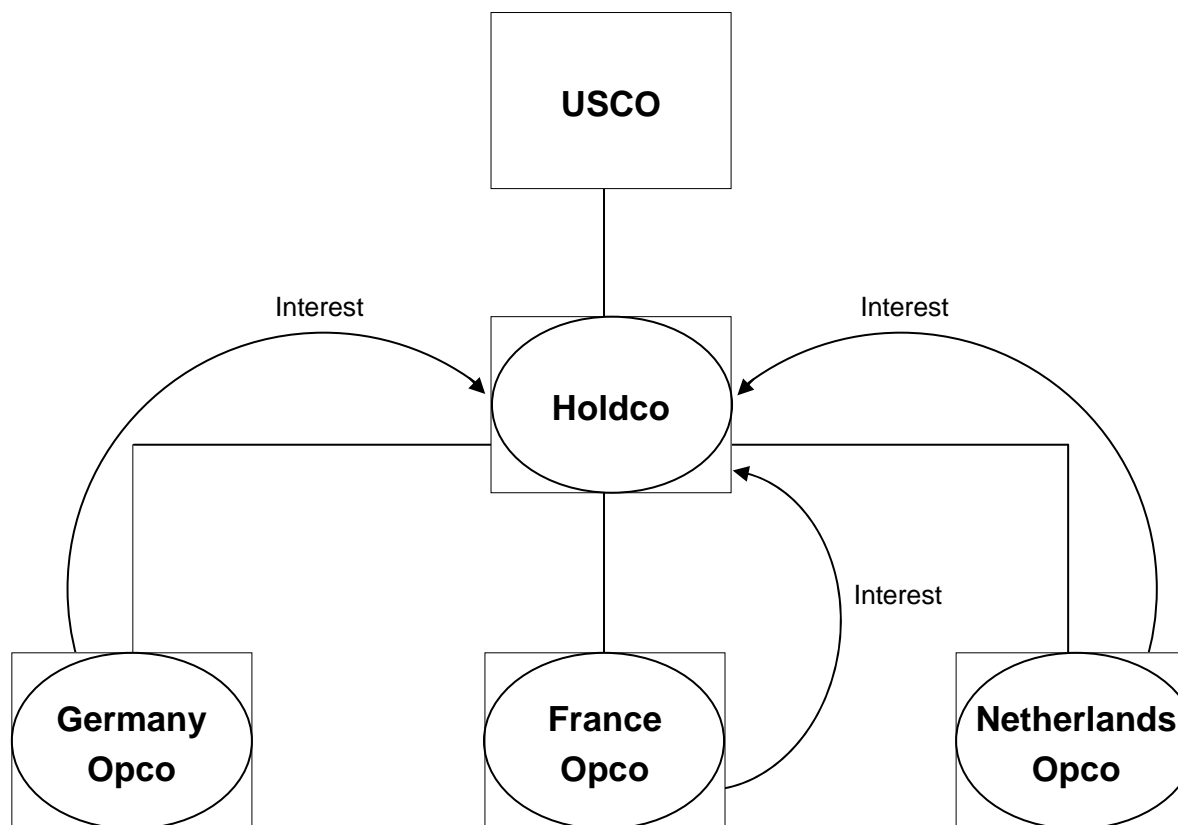 USCO
Interest
Interest
Holdco
Interest
Germany
Opco
France
Opco
Netherlands
Opco